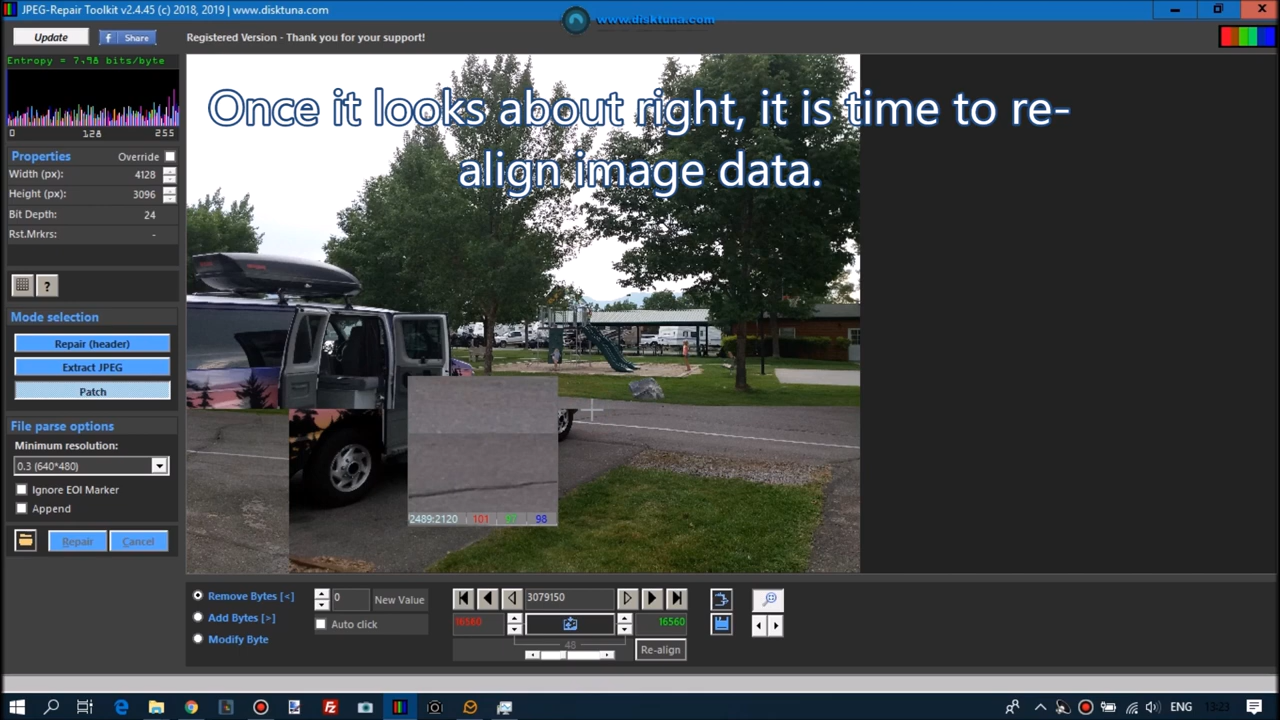 JPEG-Repair Toolkit v2.4.45 (c) 2018, 2019 | www.disktuna.com
www.disktuna.com
Update
f Share
Registered Version - Thank you for your support!
Entropy = 7,98 bits/byte
0 128 255
Once it looks about right, it is time to re-
align image data.
Properties Override
Width (px): 4128
Height (px): 3096
Bit Depth: 24
Rst.Mrkrs: -
?
Mode selection
Repair (header)
Extract JPEG
Patch
File parse options
Minimum resolution:
0.3 (640*480)
Ignore EOI Marker
Append
Repair Cancel
2489:2120 101 98
Remove Bytes [<] 0 New Value 3079150
Add Bytes [>] Auto click 16560 16560
Modify Byte 48 Re-align
ENG 13:23